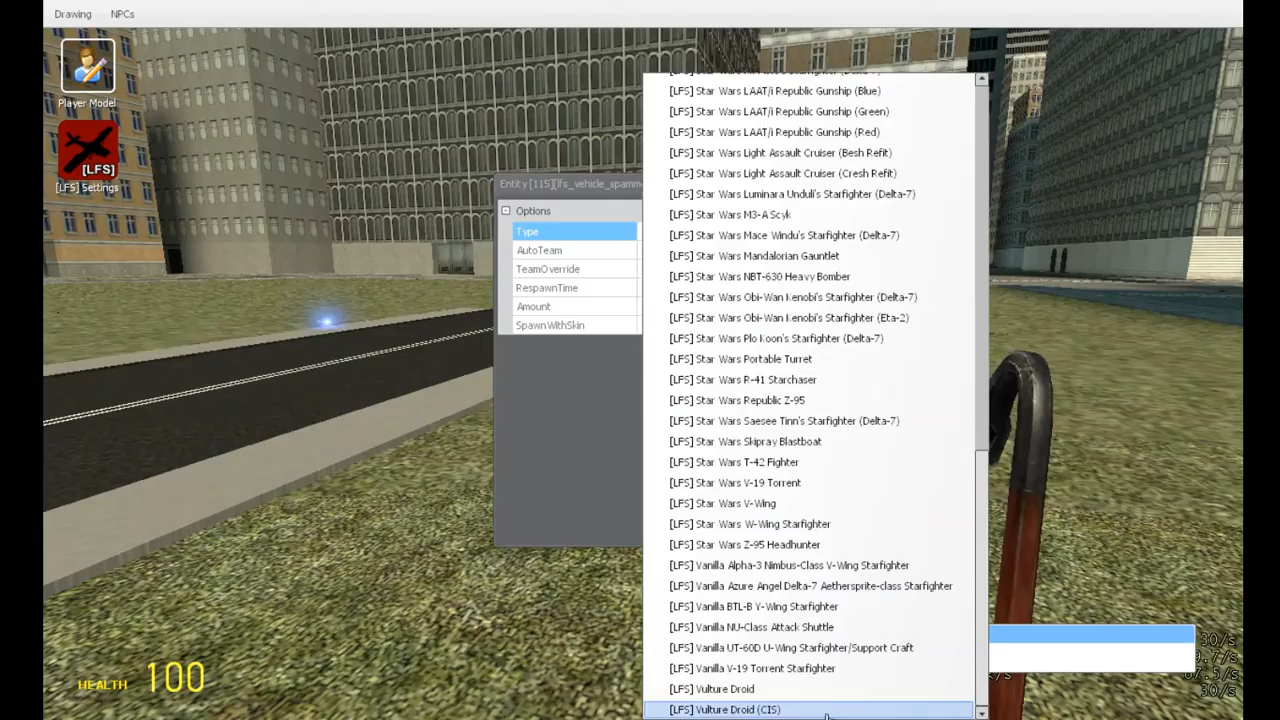 Drawing NPCs
Player Model
[LFS]
[LFS] Settings
Entity [115][lfs_vehicle_spamm
Options
Type
AutoTeam
TeamOverride
RespawnTime
Amount
SpawnWithSkin
[LFS] Star Wars LAAT/i Republic Gunship (Blue)
[LFS] Star Wars LAAT/i Republic Gunship (Green)
[LFS] Star Wars LAAT/i Republic Gunship (Red)
[LFS] Star Wars Light Assault Cruiser (Besh Refit)
[LFS] Star Wars Light Assault Cruiser (Cresh Refit)
[LFS] Star Wars Luminara Unduli's Starfighter (Delta-7)
[LFS] Star Wars M3-A Scyk
[LFS] Star Wars Mace Windu's Starfighter (Delta-7)
[LFS] Star Wars Mandalorian Gauntlet
[LFS] Star Wars NBT-630 Heavy Bomber
[LFS] Star Wars Obi-Wan Kenobi's Starfighter (Delta-7)
[LFS] Star Wars Obi-Wan Kenobi's Starfighter (Eta-2)
[LFS] Star Wars Plo Koon's Starfighter (Delta-7)
[LFS] Star Wars Portable Turret
[LFS] Star Wars R-41 Starchaser
[LFS] Star Wars Republic Z-95
[LFS] Star Wars Saesee Tinn's Starfighter (Delta-7)
[LFS] Star Wars Skipray Blastboat
[LFS] Star Wars T-42 Fighter
[LFS] Star Wars V-19 Torrent
[LFS] Star Wars V-Wing
[LFS] Star Wars W-Wing Starfighter
[LFS] Star Wars Z-95 Headhunter
[LFS] Vanilla Alpha-3 Nimbus-Class V-Wing Starfighter
[LFS] Vanilla Azure Angel Delta-7 Aethersprite-class Starfighter
[LFS] Vanilla BTL-B Y-Wing Starfighter
[LFS] Vanilla NU-Class Attack Shuttle
[LFS] Vanilla UT-60D U-Wing Starfighter/Support Craft
[LFS] Vanilla V-19 Torrent Starfighter
[LFS] Vulture Droid
[LFS] Vulture Droid (CIS)
HEALTH 100
30/s
9.7/s
67.5/s
30/s